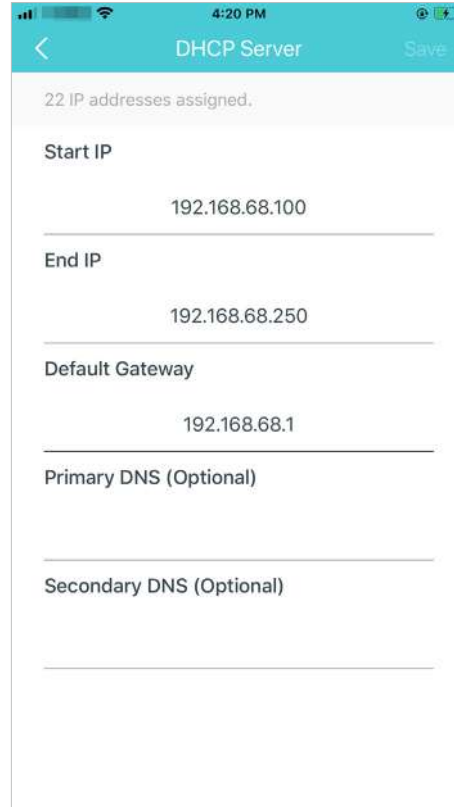 4:20 PM
DHCP Server
Save
22 IP addresses assigned.
Start IP
192.168.68.100
End IP
192.168.68.250
Default Gateway
192.168.68.1
Primary DNS (Optional)
Secondary DNS (Optional)